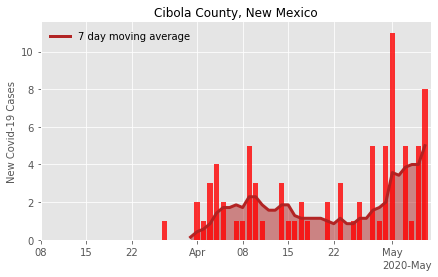 Cibola County, New Mexico
7 day moving average
New Covid-19 Cases
10
8
6
4
2
0
08
15
22
Apr
08
15
22
May
2020-May